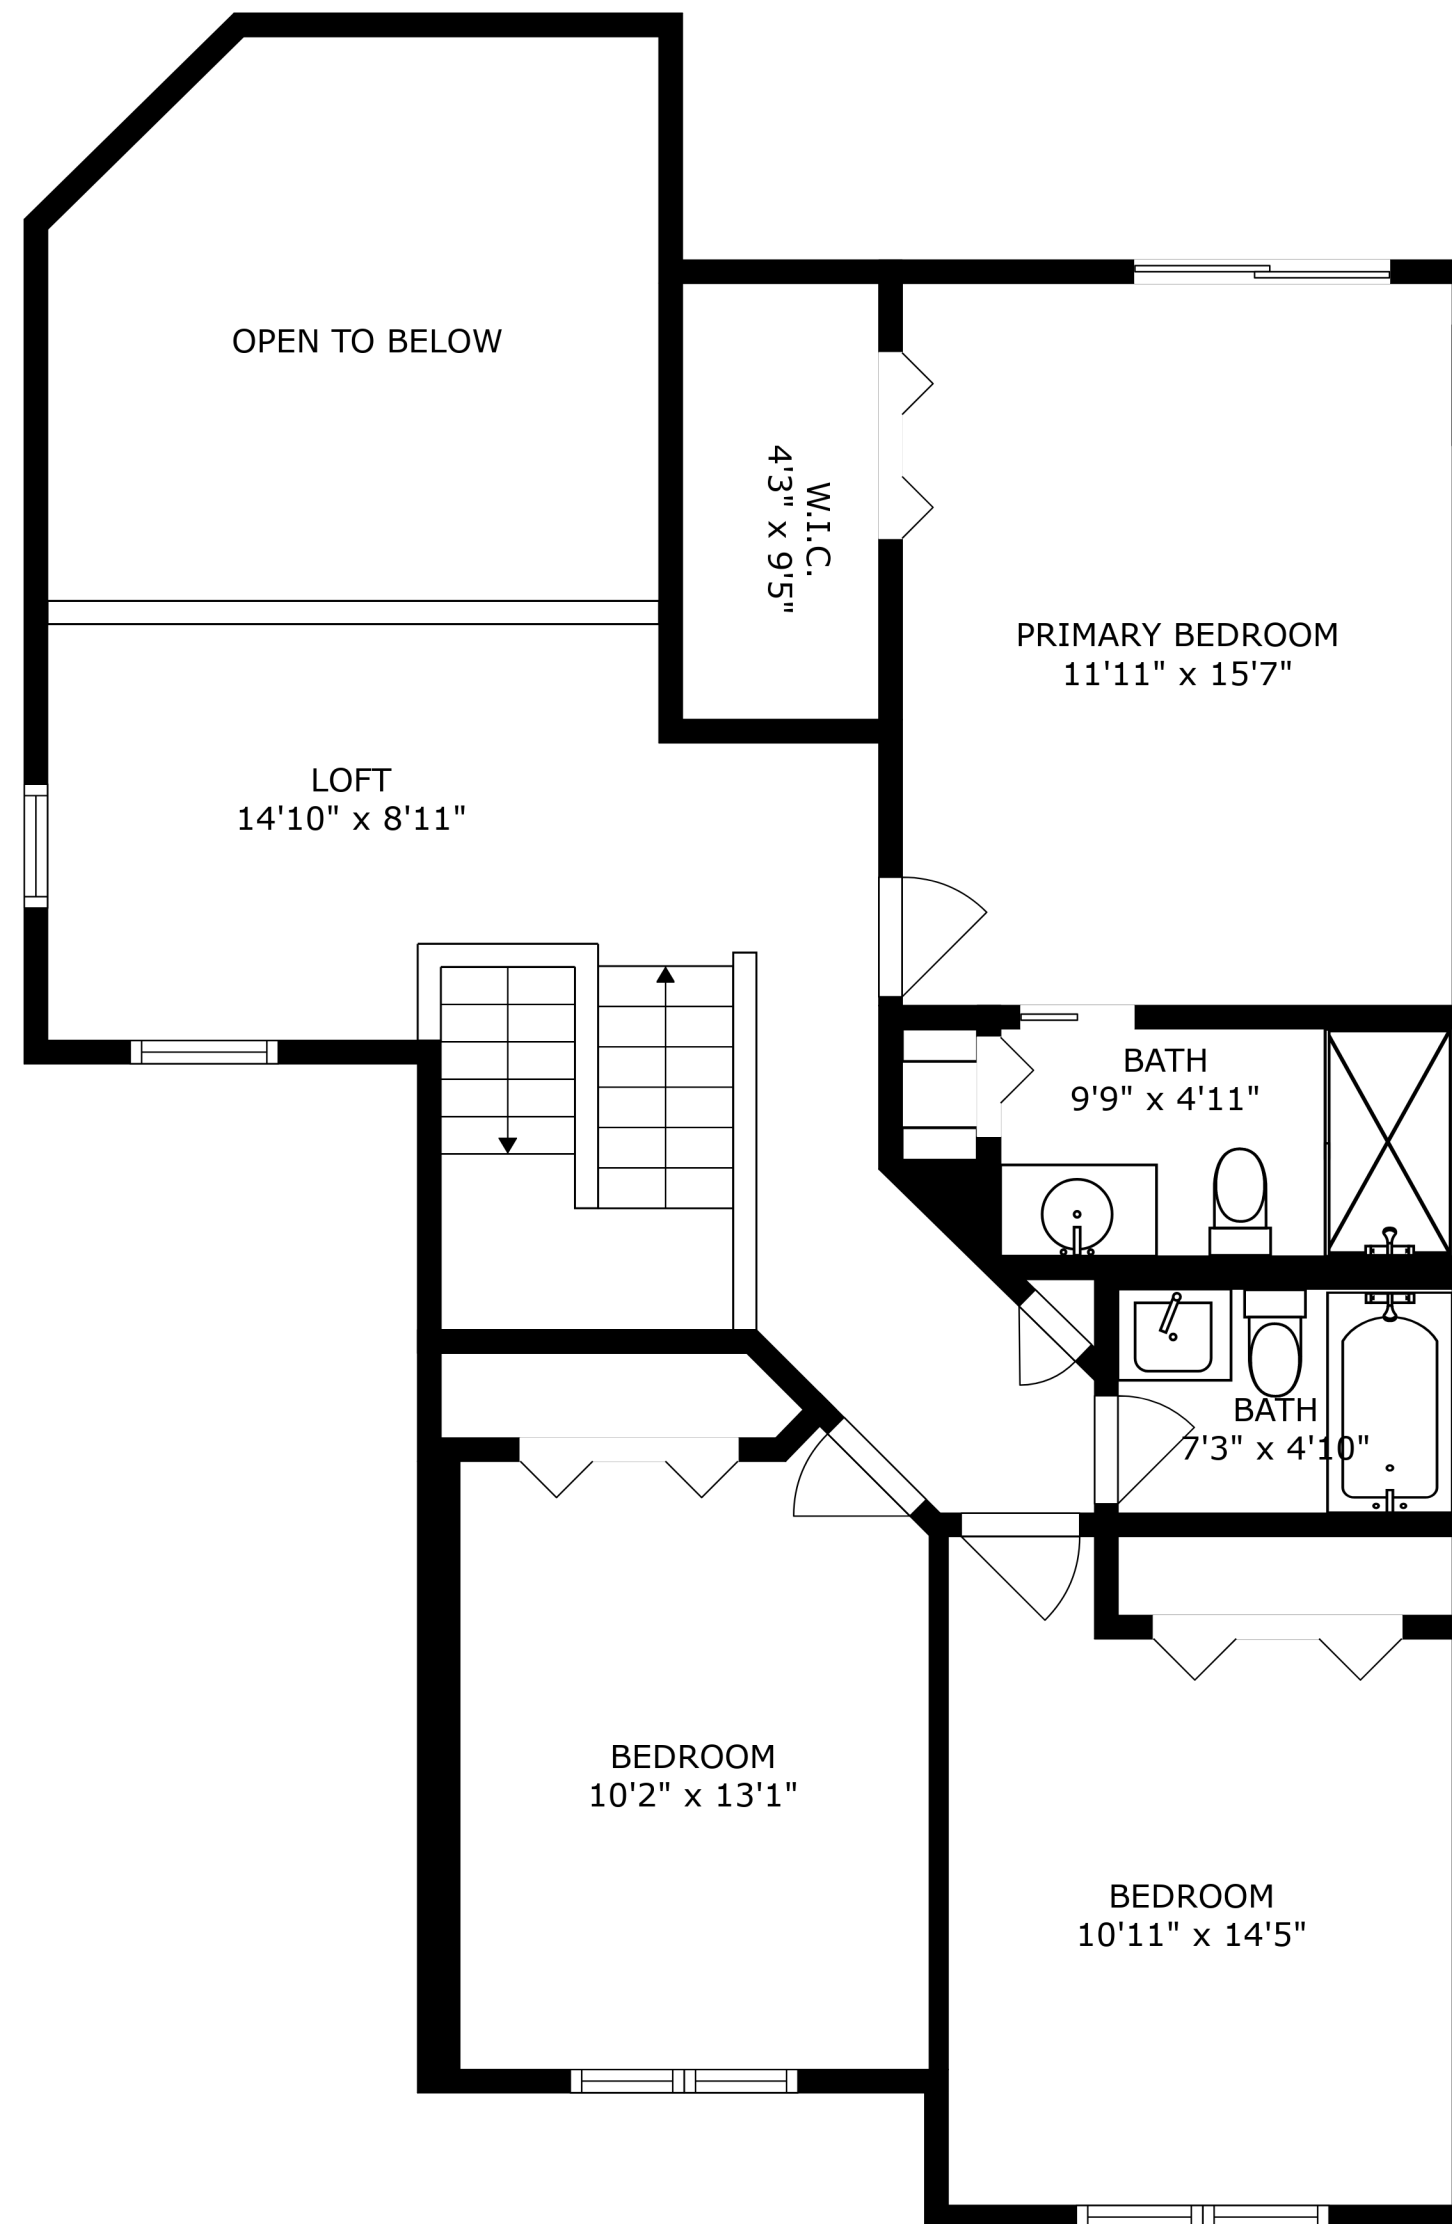 OPEN TO BELOW
W.I.C.
4'3" x 9'5"
PRIMARY BEDROOM
11'11" x 15'7"
LOFT
14'10" x 8'11"
BATH
9'9" x 4'11"
BATH
7'3" x 4'10"
BEDROOM
10'2" x 13'1"
BEDROOM
10'11" x 14'5"